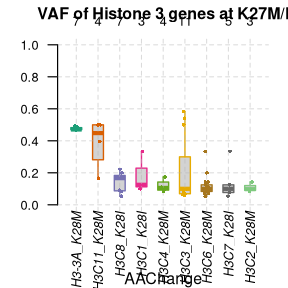 VAF of Histone 3 genes at K27M/
7 4 7 3 4 11 5 3
1.0
0.8
0.6
0.4
0.2
0.0
H3-3A_K28M
H3C11_K28M
H3C8_K28I
H3C1_K28I
H3C4_K28M
H3C3_K28M
H3C6_K28M
H3C7_K28I
H3C2_K28M
AAChange